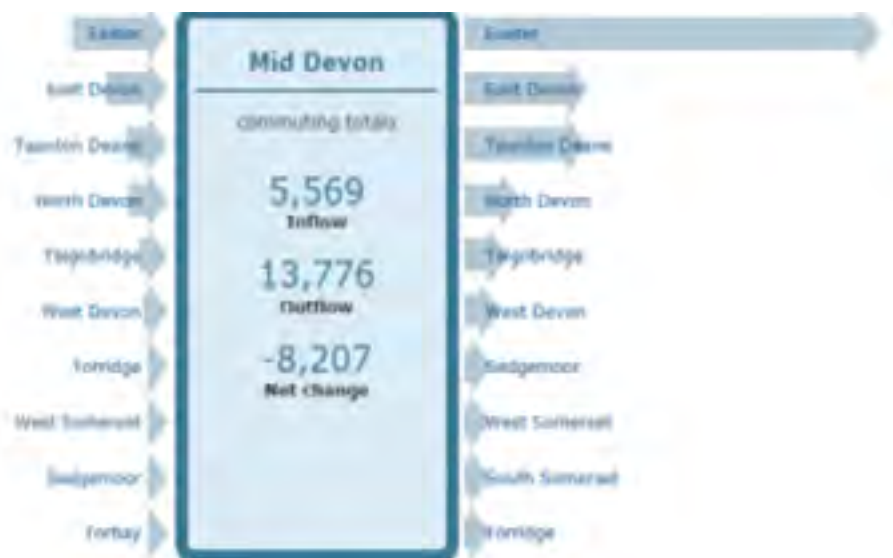 Exeter
East Devon
Taunton Deane
North Devon
Teignbridge
West Devon
Torridge
West Somerset
Sedgemoor
Torbay
Mid Devon
commuting totals
5,569
Inflow
13,776
Outflow
-8,207
Net change
Exeter
East Devon
Taunton Deane
North Devon
Teignbridge
West Devon
Sedgemoor
West Somerset
South Somerset
Torridge